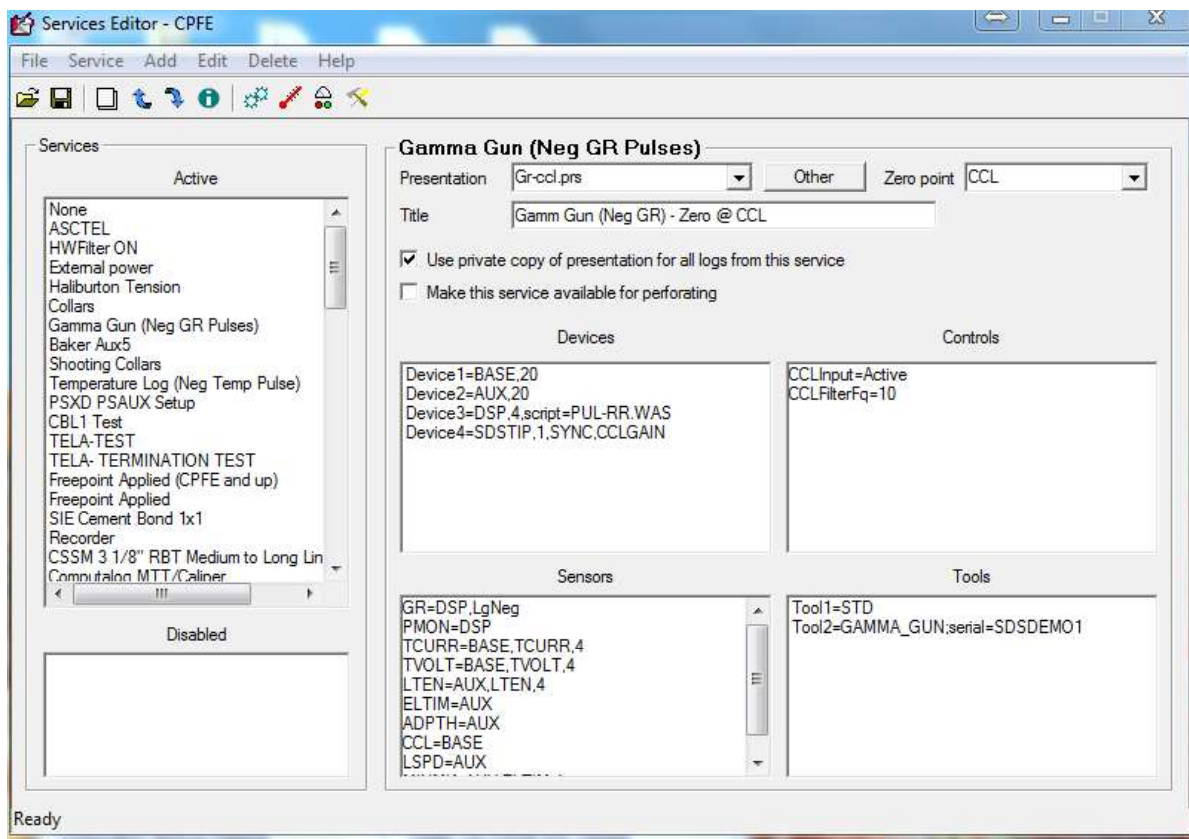 Services Editor - CPFE
File Service Add Edit Delete Help
Services
Active
None
ASCTEL
HWFilter ON
External power
Haliburton Tension
Collars
Gamma Gun (Neg GR Pulses)
Baker Aux5
Shooting Collars
Temperature Log (Neg Temp Pulse)
PSXD PSAUX Setup
CBL1 Test
TELA-TEST
TELA- TERMINATION TEST
Freepoint Applied (CPFE and up)
Freepoint Applied
SIE Cement Bond 1x1
Recorder
CSSM 3 1/8" RBT Medium to Long Lin
Computalog MTT/Caliper
Disabled
Gamma Gun (Neg GR Pulses)
Presentation Gr-ccl.prs Other Zero point CCL
Title Gamm Gun (Neg GR) - Zero @ CCL
Use private copy of presentation for all logs from this service
Make this service available for perforating
Devices
Device1=BASE,20
Device2=AUX,20
Device3=DSP,4,script=PUL-RR.WAS
Device4=SDSTIP,1,SYNC,CCLGAIN
Controls
CCLInput=Active
CCLFilterFq=10
Sensors
GR=DSP,LgNeg
PMON=DSP
TCURR=BASE,TCURR,4
TVOLT=BASE,TVOLT,4
LTEN=AUX,LTEN,4
ELTIM=AUX
ADPTH=AUX
CCL=BASE
LSPD=AUX
Tools
Tool1=STD
Tool2=GAMMA_GUN;serial=SDSDEMO1
Ready